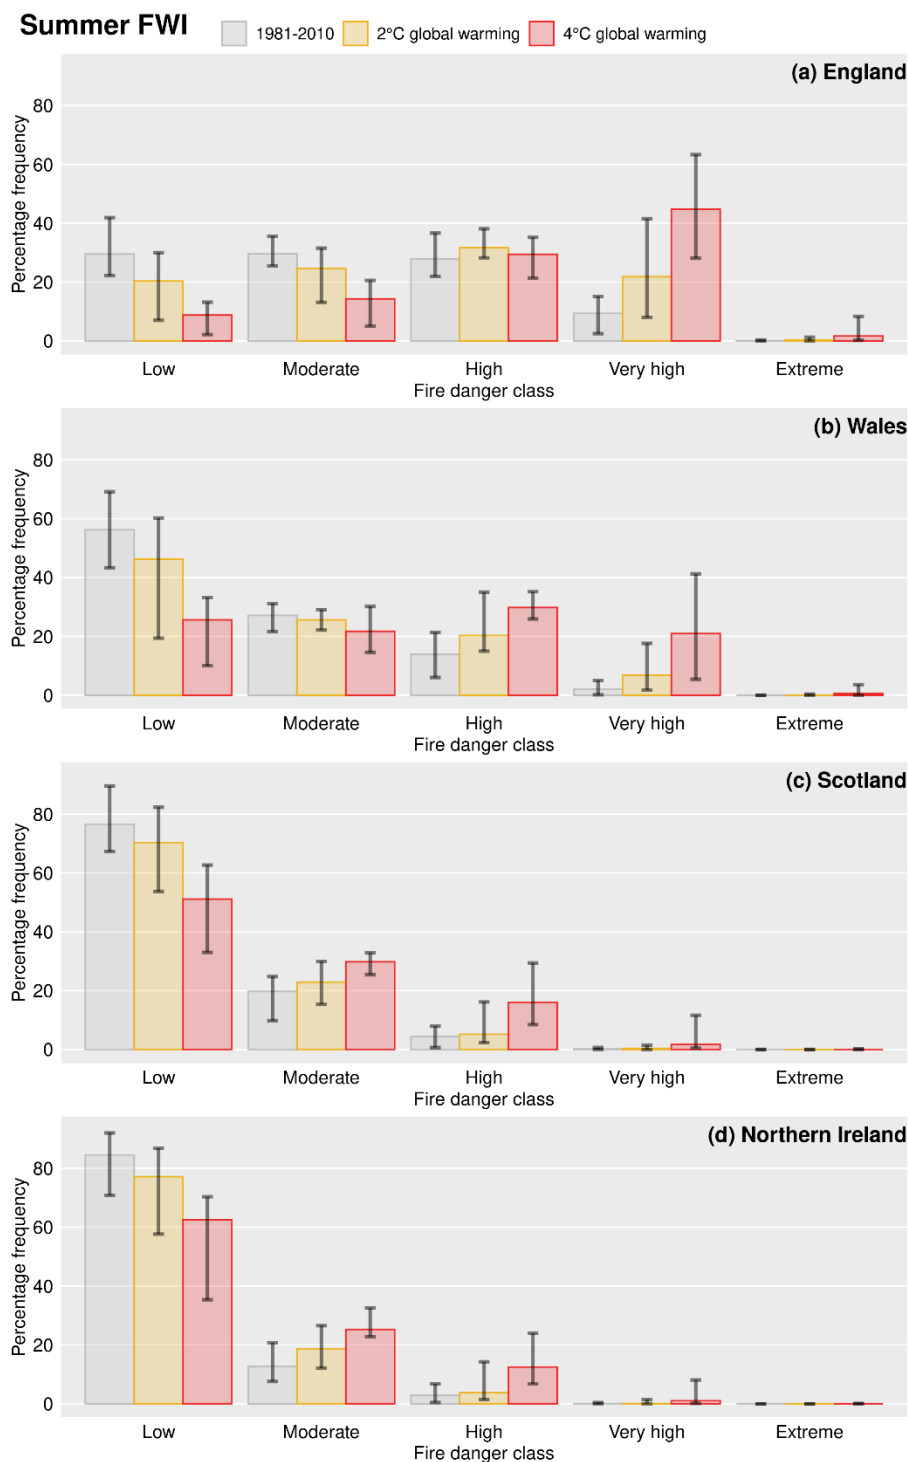 Summer FWI
1981-2010 2°C global warming 4°C global warming
(a) England
Percentage frequency
80
60
40
20
0
Low Moderate High Very high Extreme
Fire danger class
(b) Wales
Percentage frequency
80
60
40
20
0
Low Moderate High Very high Extreme
Fire danger class
(c) Scotland
Percentage frequency
80
60
40
20
0
Low Moderate High Very high Extreme
Fire danger class
(d) Northern Ireland
Percentage frequency
80
60
40
20
0
Low Moderate High Very high Extreme
Fire danger class